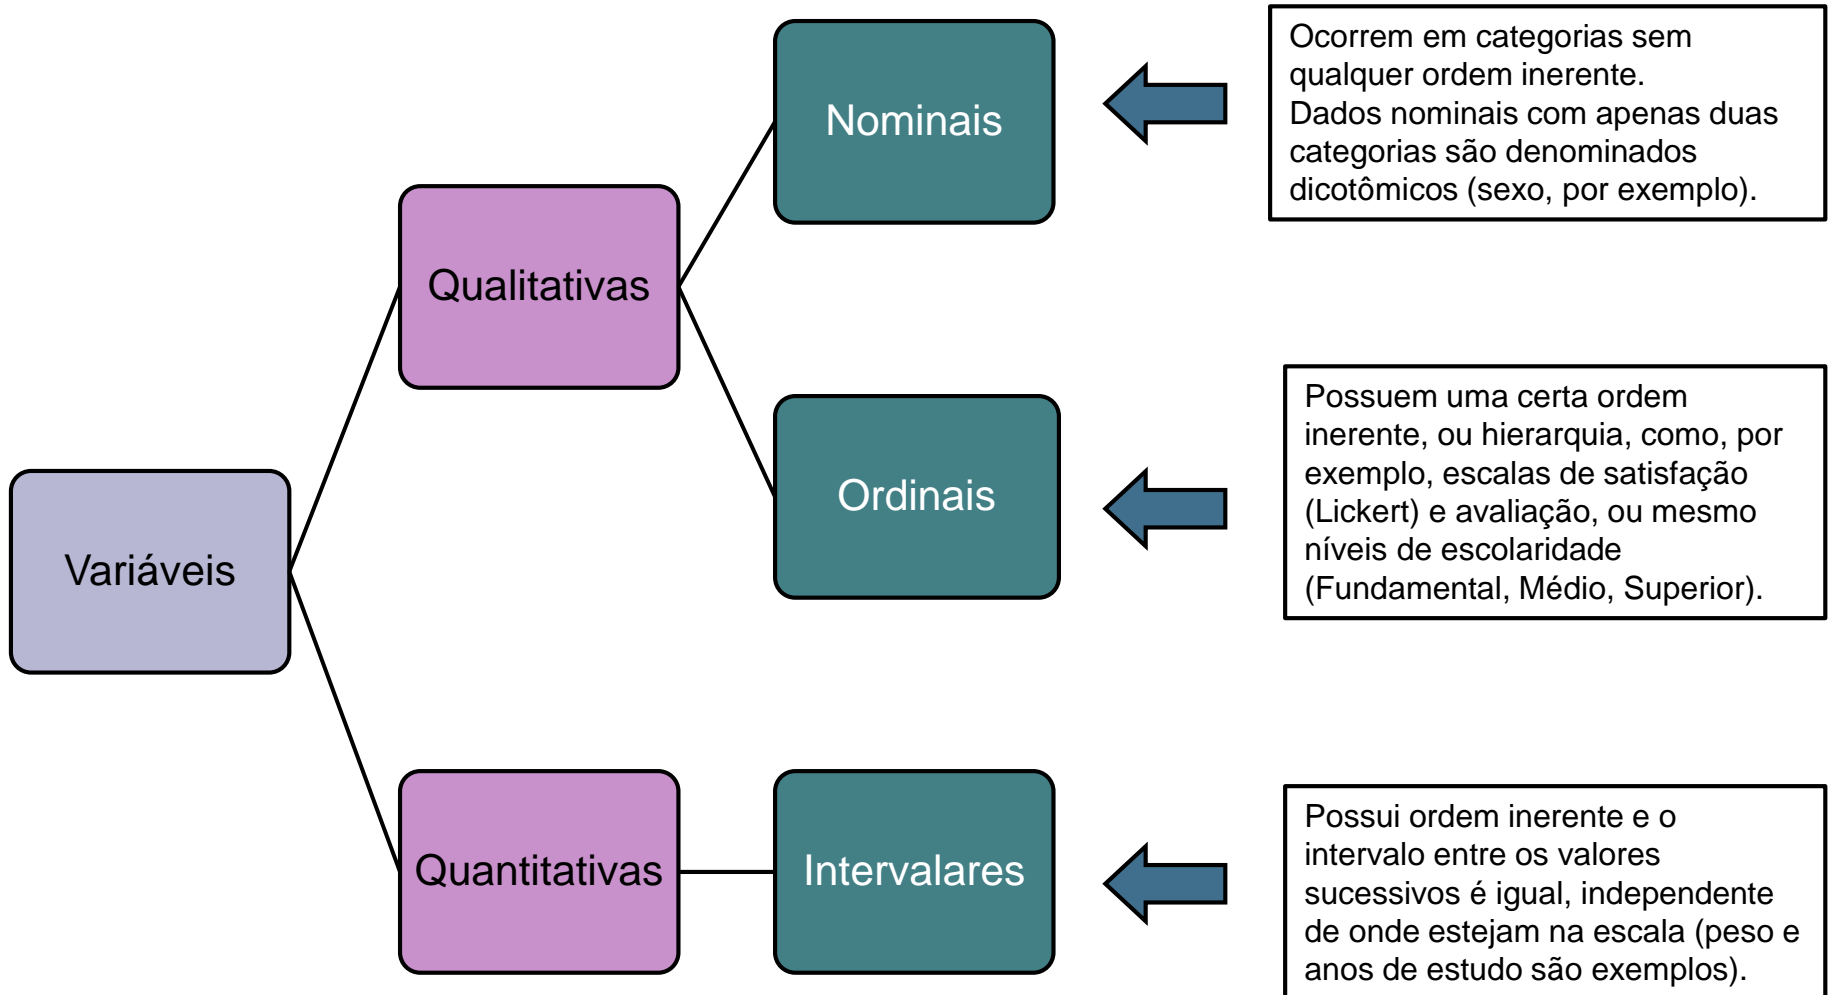 Variáveis
Qualitativas
Nominais
Ocorrem em categorias sem
qualquer ordem inerente.
Dados nominais com apenas duas
categorias são denominados
dicotômicos (sexo, por exemplo).
Ordinais
Possuem uma certa ordem
inerente, ou hierarquia, como, por
exemplo, escalas de satisfação
(Lickert) e avaliação, ou mesmo
níveis de escolaridade
(Fundamental, Médio, Superior).
Quantitativas
Intervalares
Possui ordem inerente e o
intervalo entre os valores
sucessivos é igual, independente
de onde estejam na escala (peso e
anos de estudo são exemplos).